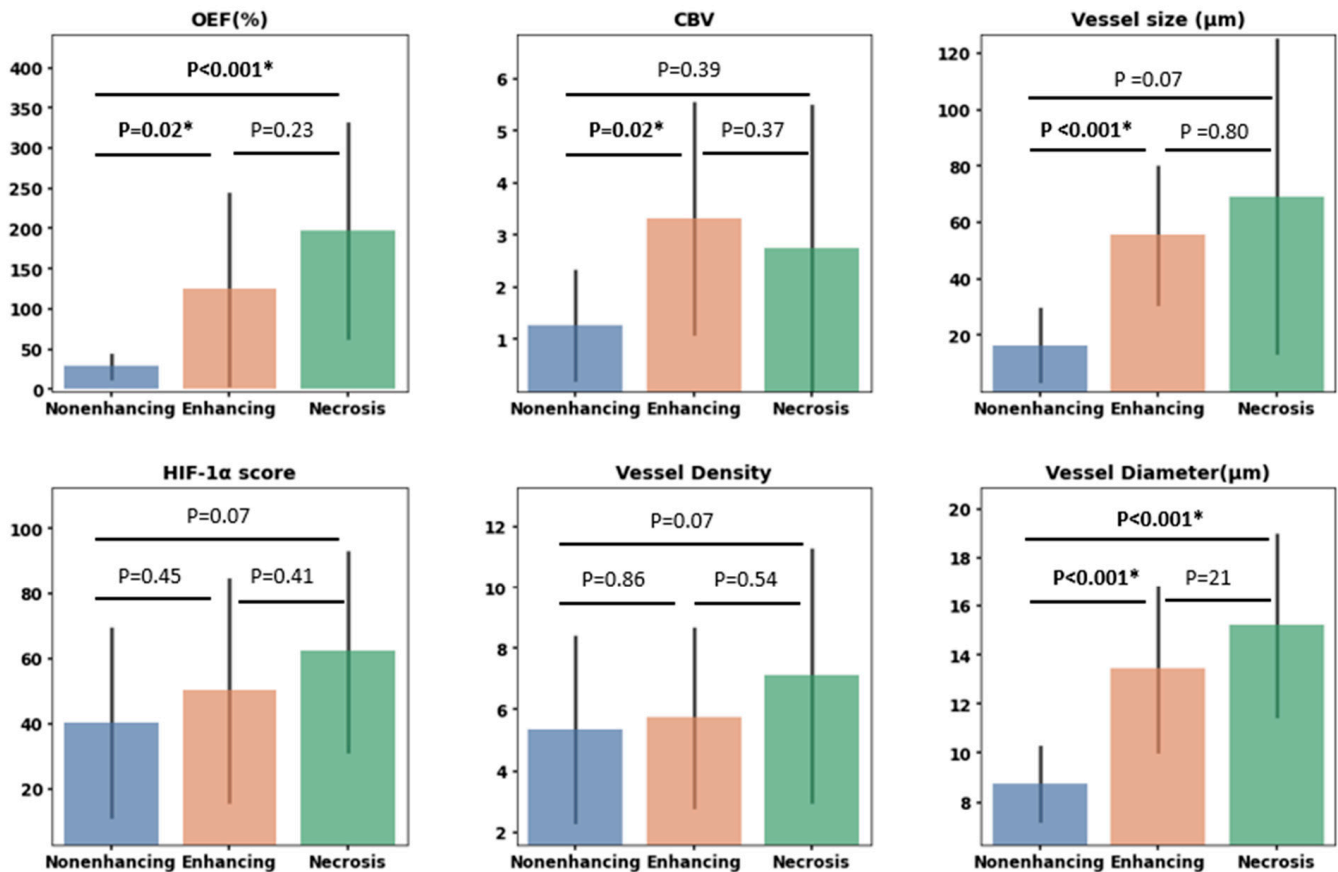 OEF(%)
400
350
300
250
200
150
100
50
0
P<0.001*
P=0.02*
P=0.23
Nonenhancing Enhancing Necrosis
CBV
6
5
4
3
2
1
P=0.39
P=0.02*
P=0.37
Nonenhancing Enhancing Necrosis
Vessel size (μm)
120
100
80
60
40
20
P =0.07
P <0.001*
P =0.80
Nonenhancing Enhancing Necrosis
HIF-1α score
100
80
60
40
20
P=0.07
P=0.45
P=0.41
Nonenhancing Enhancing Necrosis
Vessel Density
12
10
8
6
4
2
P=0.07
P=0.86
P=0.54
Nonenhancing Enhancing Necrosis
Vessel Diameter(μm)
20
18
16
14
12
10
8
P<0.001*
P<0.001*
P=21
Nonenhancing Enhancing Necrosis